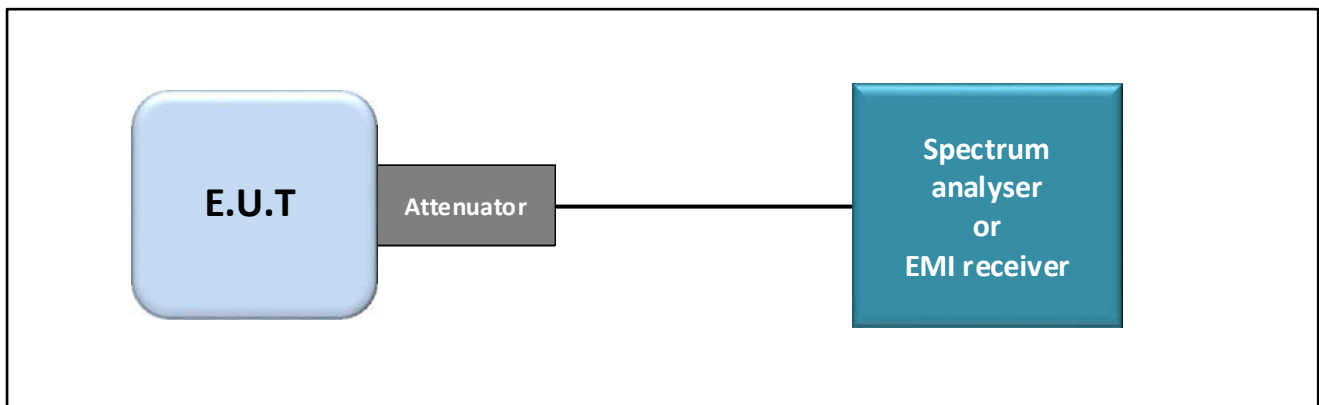 E.U.T
Attenuator
Spectrum
analyser
or
EMI receiver